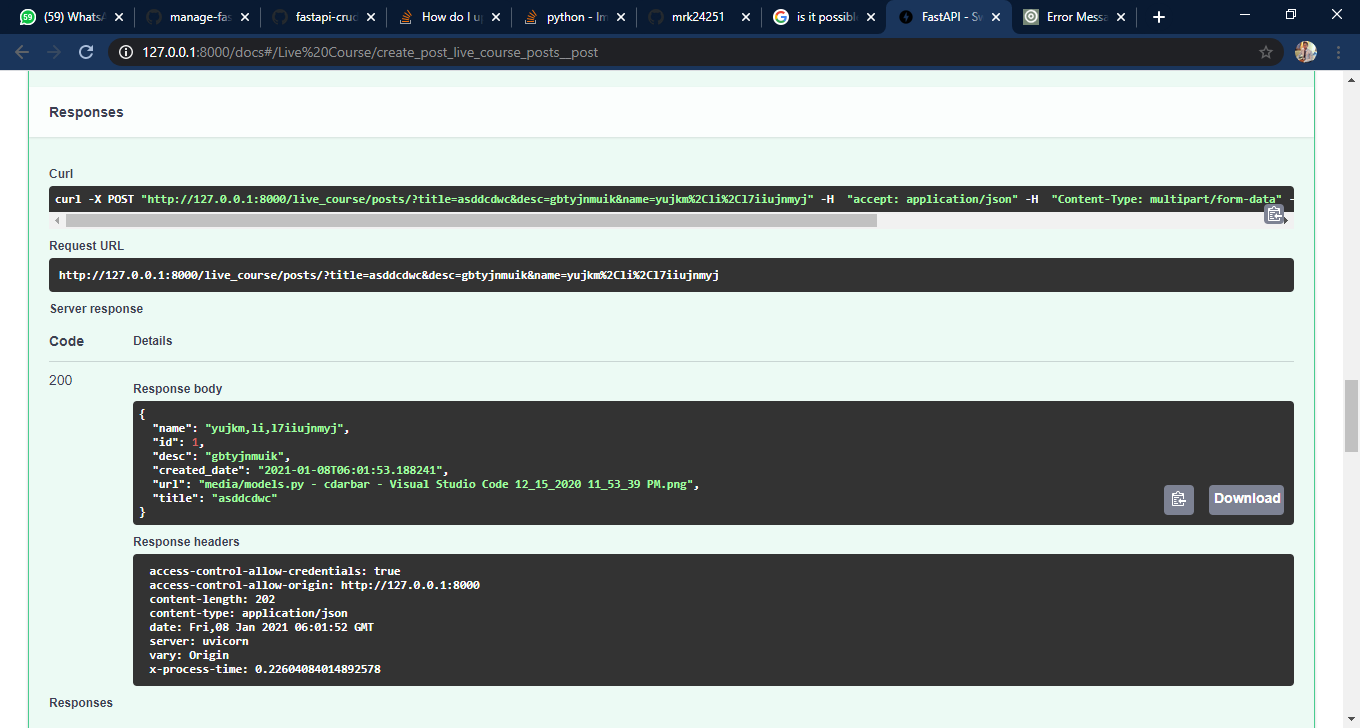 (59) WhatsA
manage-fas
fastapi-crud
How do I up
python - Im
mrk24251
is it possibl
FastAPI - Sw
Error Messa
127.0.0.1:8000/docs#/Live%20Course/create_post_live_course_posts__post
Responses
Curl
curl -X POST "http://127.0.0.1:8000/live_course/posts/?title=asddcdwc&desc=gbtyjnmuik&name=yujkm%2Cli%2Cl7iiujnmyj" -H  "accept: application/json" -H  "Content-Type: multipart/form-data" -
Request URL
http://127.0.0.1:8000/live_course/posts/?title=asddcdwc&desc=gbtyjnmuik&name=yujkm%2Cli%2Cl7iiujnmyj
Server response
Code Details
200
Response body
{
"name": "yujkm,li,l7iiujnmyj",
"id": 1,
"desc": "gbtyjnmuik",
"created_date": "2021-01-08T06:01:53.188241",
"url": "media/models.py - cdarbar - Visual Studio Code 12_15_2020 11_53_39 PM.png",
"title": "asddcdwc"
}
Download
Response headers
access-control-allow-credentials: true
access-control-allow-origin: http://127.0.0.1:8000
content-length: 202
content-type: application/json
date: Fri,08 Jan 2021 06:01:52 GMT
server: uvicorn
vary: Origin
x-process-time: 0.22604084014892578
Responses